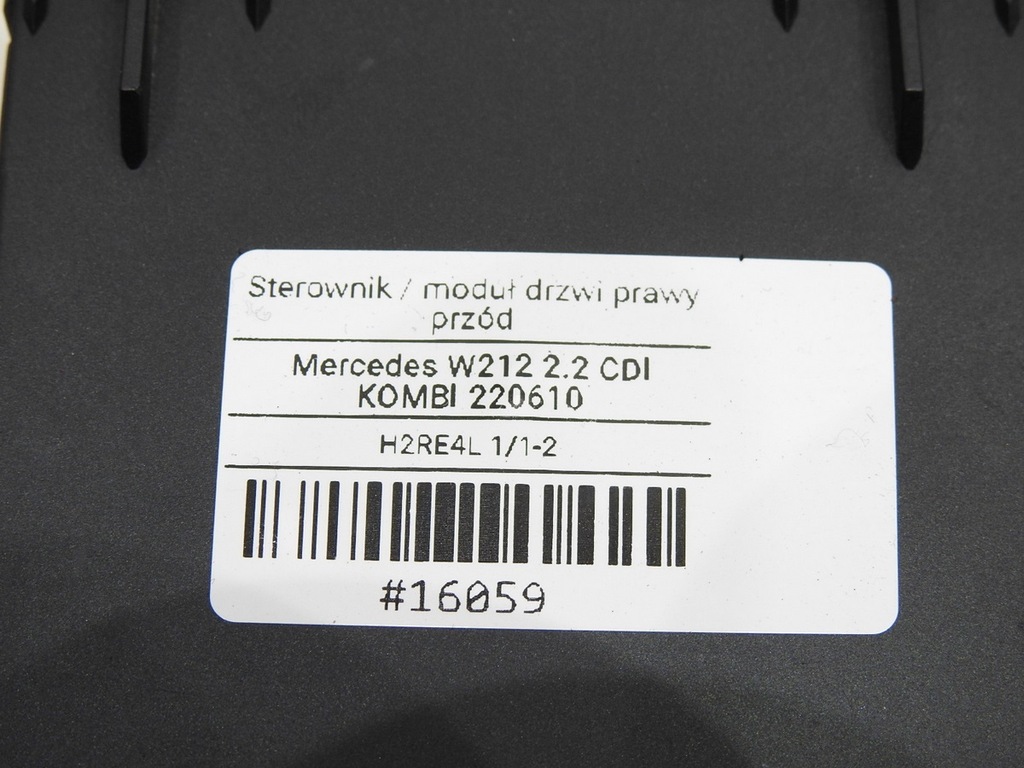 Sterownik / moduł drzwi prawy
przód
Mercedes W212 2.2 CDI
KOMBI 220610
H2RE4L 1/1-2
#16059